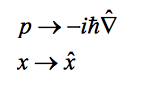 p → −iħ∇̂
x → x̂